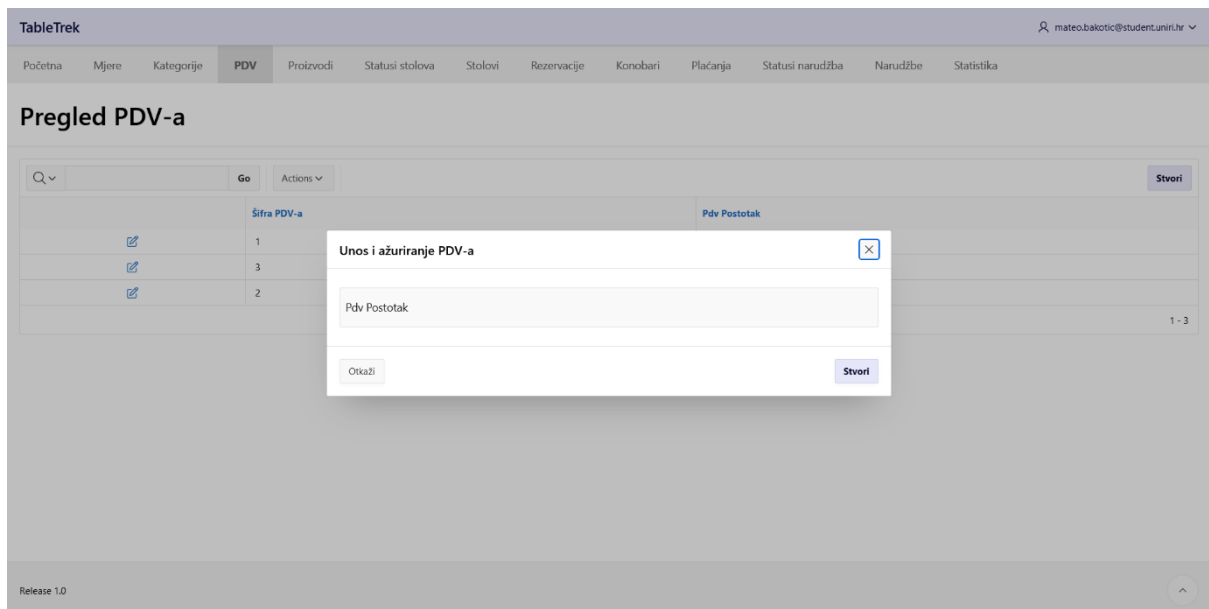 TableTrek mateo.bakotic@student.uniri.hr
Početna Mjere Kategorije PDV Proizvodi Statusi stolova Stolovi Rezervacije Konobari Plaćanja Statusi narudžba Narudžbe Statistika
Pregled PDV-a
Go Actions Stvori
Šifra PDV-a Pdv Postotak
1
3
2
1 - 3
Unos i ažuriranje PDV-a
Pdv Postotak
Otkaži Stvori
Release 1.0